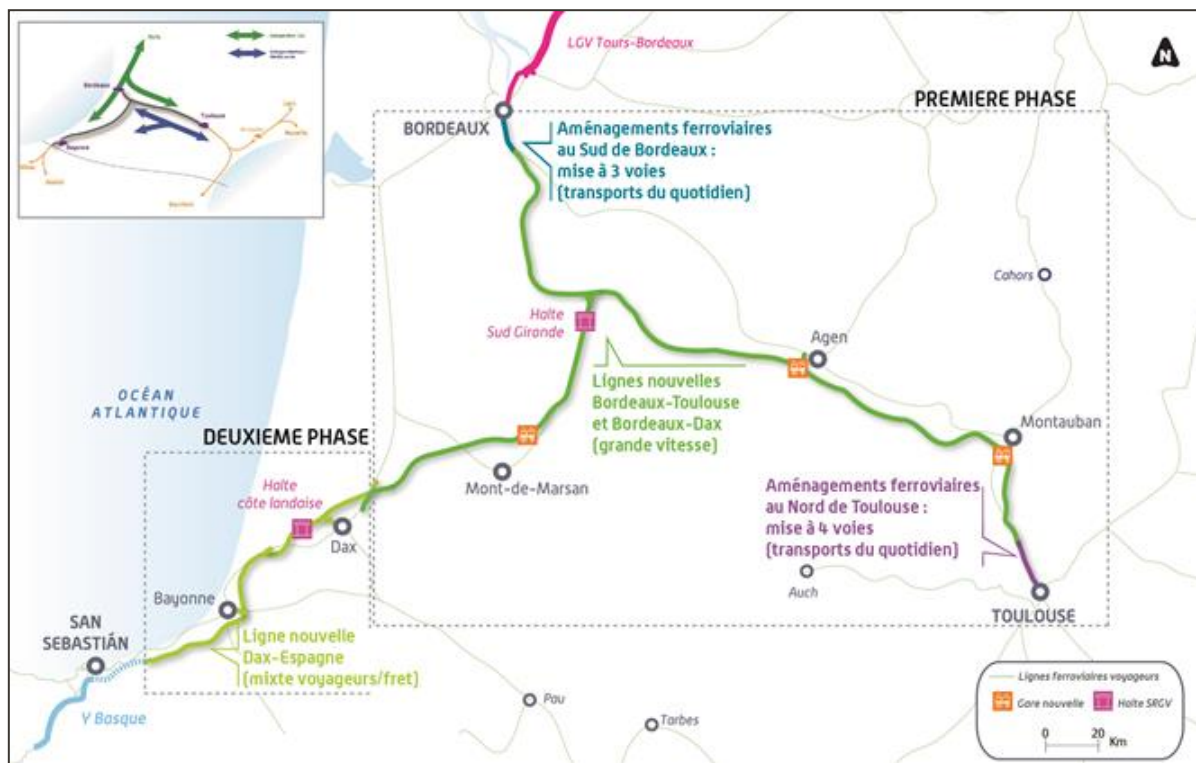 LGV Tours-Bordeaux
N
PREMIERE PHASE
BORDEAUX
Aménagements ferroviaires
au Sud de Bordeaux :
mise à 3 voies
(transports du quotidien)
Bordeaux
Toulouse
Bayonne
Cahors
Halte
Sud Gironde
Agen
OCÉAN
ATLANTIQUE
Lignes nouvelles
Bordeaux-Toulouse
et Bordeaux-Dax
(grande vitesse)
Montauban
DEUXIEME PHASE
Halte
côte landaise
Mont-de-Marsan
Aménagements ferroviaires
au Nord de Toulouse :
mise à 4 voies
(transports du quotidien)
Dax
Auch
TOULOUSE
Bayonne
SAN
SEBASTIÁN
Ligne nouvelle
Dax-Espagne
(mixte voyageurs/fret)
Y Basque
Pau
Tarbes
Lignes ferroviaires voyageurs
Gare nouvelle
Halte SRGV
0 20
Km